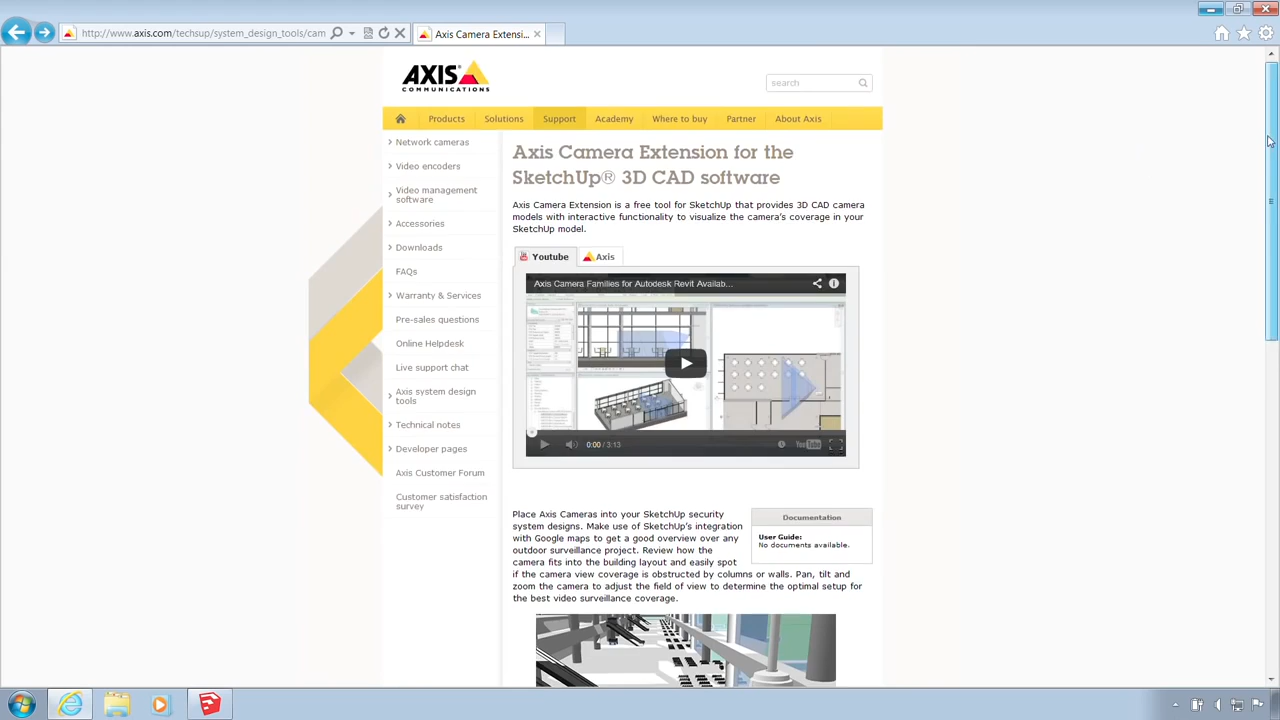 http://www.axis.com/techsup/system_design_tools/cam
Axis Camera Extensi...
AXIS
COMMUNICATIONS
search
Products
Solutions
Support
Academy
Where to buy
Partner
About Axis
Network cameras
Video encoders
Video management
software
Accessories
Downloads
FAQs
Warranty & Services
Pre-sales questions
Online Helpdesk
Live support chat
Axis system design
tools
Technical notes
Developer pages
Axis Customer Forum
Customer satisfaction
survey
Axis Camera Extension for the
SketchUp® 3D CAD software
Axis Camera Extension is a free tool for SketchUp that provides 3D CAD camera
models with interactive functionality to visualize the camera's coverage in your
SketchUp model.
Youtube
Axis
Axis Camera Families for Autodesk Revit Availab...
0:00 / 3:13
YouTube
Place Axis Cameras into your SketchUp security
system designs. Make use of SketchUp's integration
with Google maps to get a good overview over any
outdoor surveillance project. Review how the
camera fits into the building layout and easily spot
if the camera view coverage is obstructed by columns or walls. Pan, tilt and
zoom the camera to adjust the field of view to determine the optimal setup for
the best video surveillance coverage.
Documentation
User Guide:
No documents available.